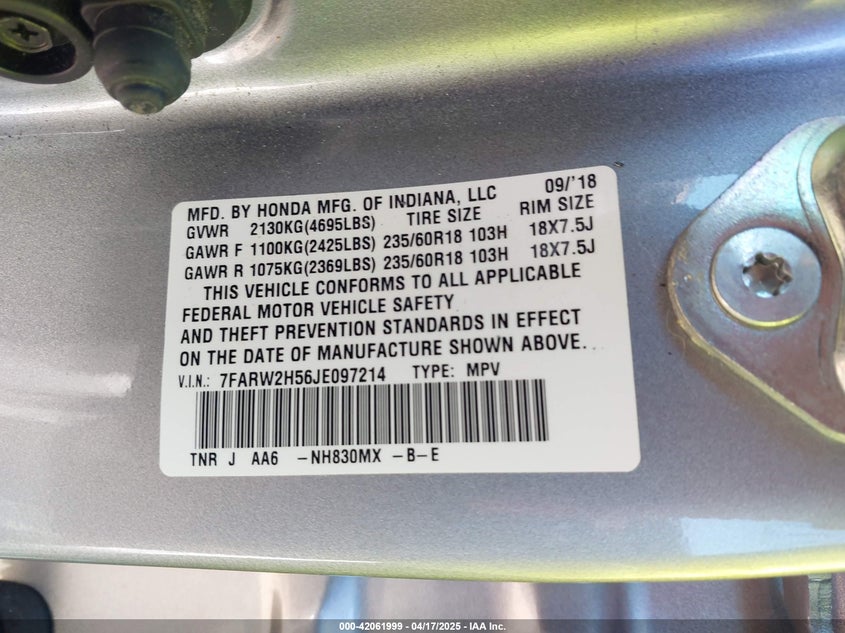 MFD. BY HONDA MFG. OF INDIANA, LLC 09/'18
GVWR 2130KG(4695LBS) TIRE SIZE RIM SIZE
GAWR F 1100KG(2425LBS) 235/60R18 103H 18X7.5J
GAWR R 1075KG(2369LBS) 235/60R18 103H 18X7.5J
THIS VEHICLE CONFORMS TO ALL APPLICABLE
FEDERAL MOTOR VEHICLE SAFETY
AND THEFT PREVENTION STANDARDS IN EFFECT
ON THE DATE OF MANUFACTURE SHOWN ABOVE.
V.I.N.: 7FARW2H56JE097214 TYPE: MPV
TNR J AA6 -NH830MX -B-E
000-42061999 - 04/17/2025 - IAA Inc.